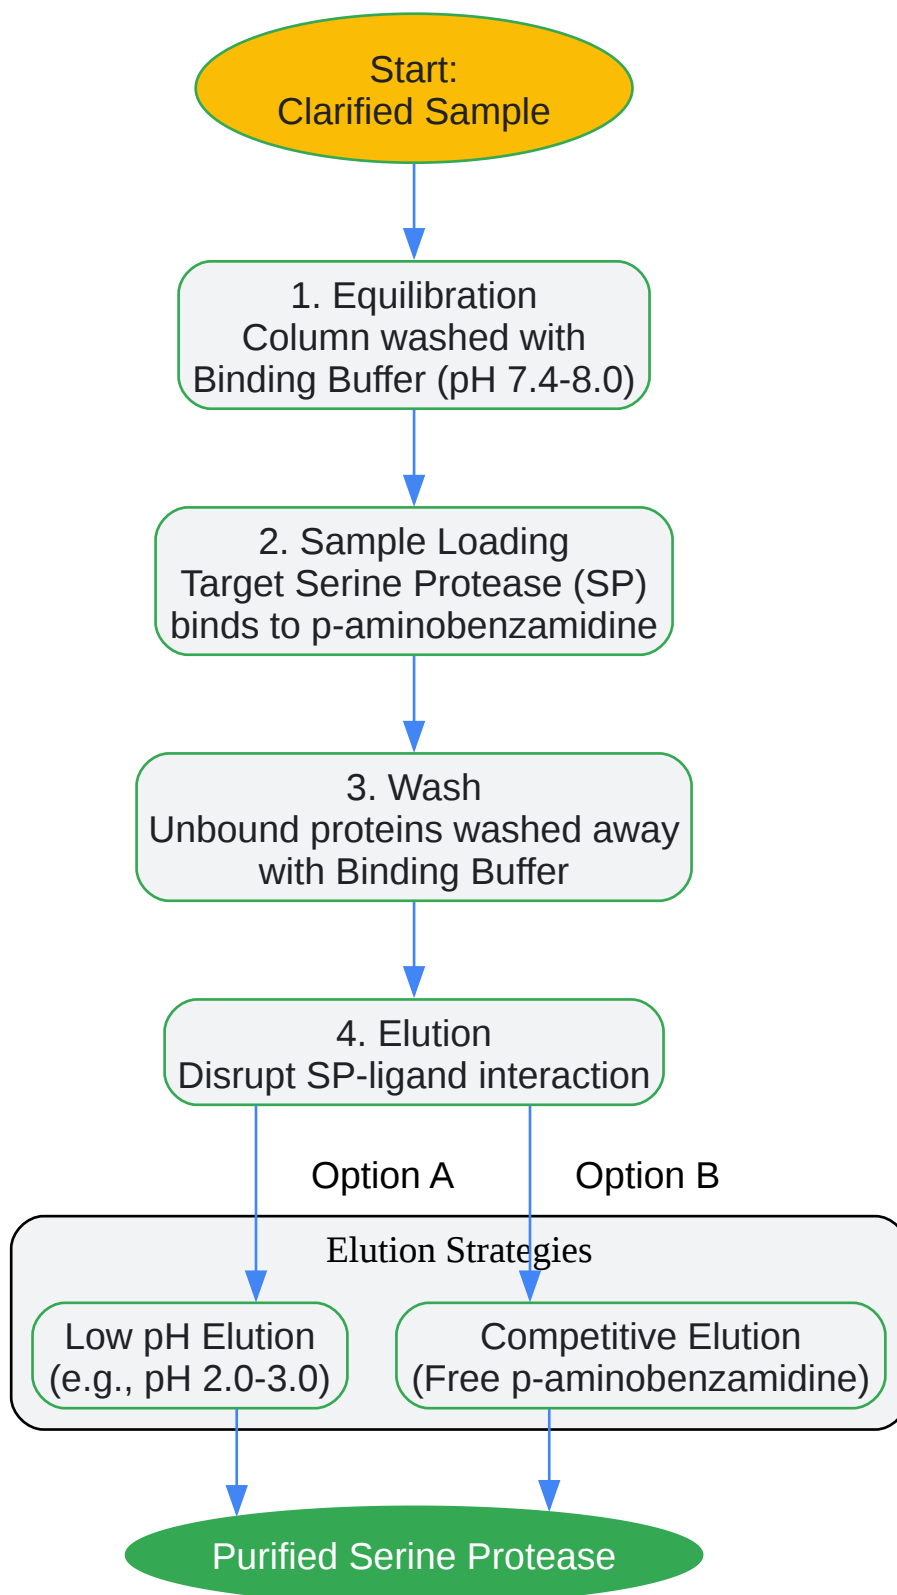 Start:
Clarified Sample
1. Equilibration
Column washed with
Binding Buffer (pH 7.4-8.0)
2. Sample Loading
Target Serine Protease (SP)
binds to p-aminobenzamidine
3. Wash
Unbound proteins washed away
with Binding Buffer
4. Elution
Disrupt SP-ligand interaction
Option A
Option B
Elution Strategies
Low pH Elution
(e.g., pH 2.0-3.0)
Competitive Elution
(Free p-aminobenzamidine)
Purified Serine Protease